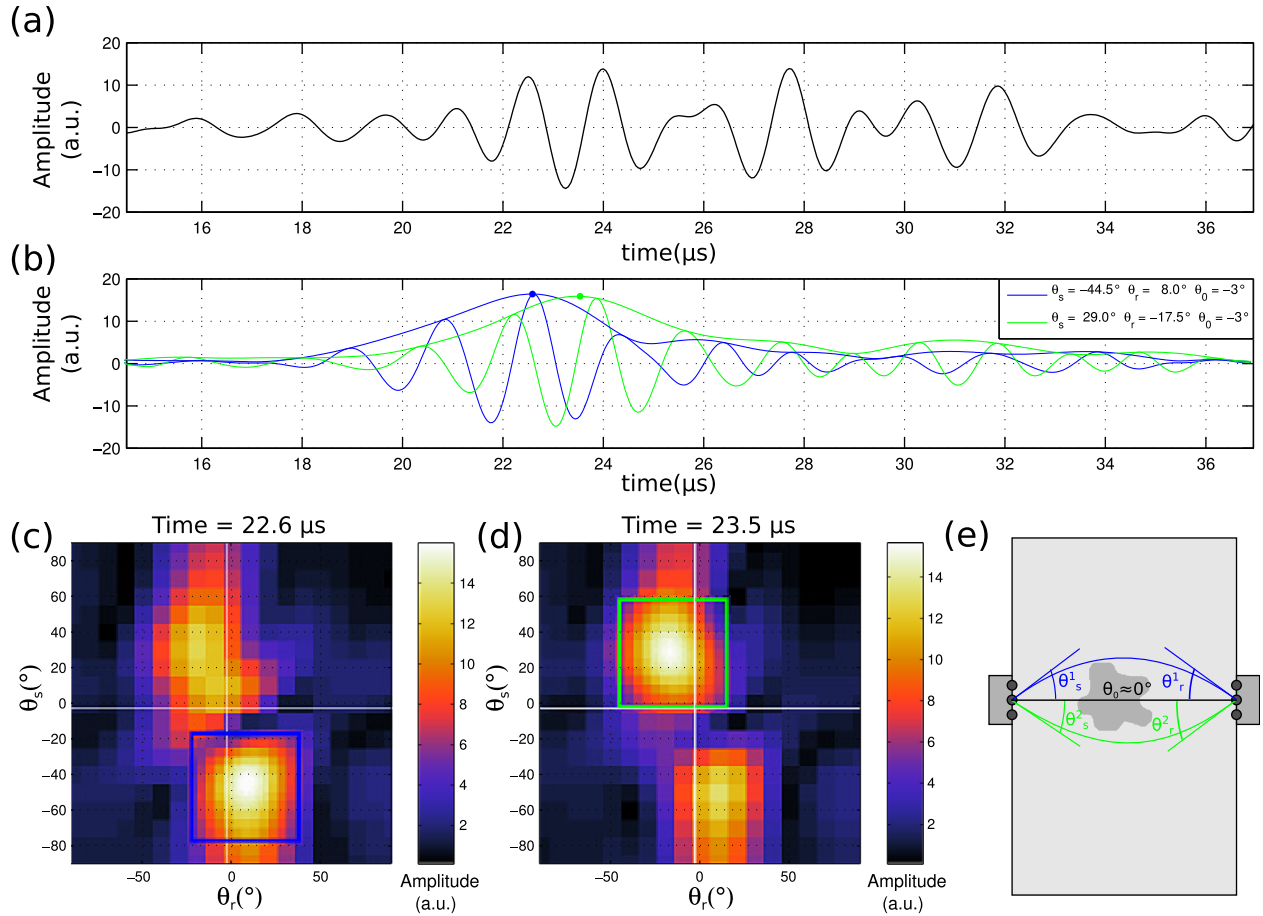 (a)
Amplitude
(a.u.)
20
10
0
−10
−20
16 18 20 22 24 26 28 30 32 34 36
time(μs)
(b)
Amplitude
(a.u.)
20
10
0
−10
−20
θs = −44.5° θr = 8.0° θ0 = −3°
θs = 29.0° θr = −17.5° θ0 = −3°
16 18 20 22 24 26 28 30 32 34 36
time(μs)
(c)
Time = 22.6 μs
θs(°)
80
60
40
20
0
−20
−40
−60
−80
−50 0 50
θr(°)
14
12
10
8
6
4
2
Amplitude
(a.u.)
(d)
Time = 23.5 μs
θs(°)
80
60
40
20
0
−20
−40
−60
−80
−50 0 50
θr(°)
14
12
10
8
6
4
2
Amplitude
(a.u.)
(e)
θ1s θ0≈0° θ1r
θ2s θ2r